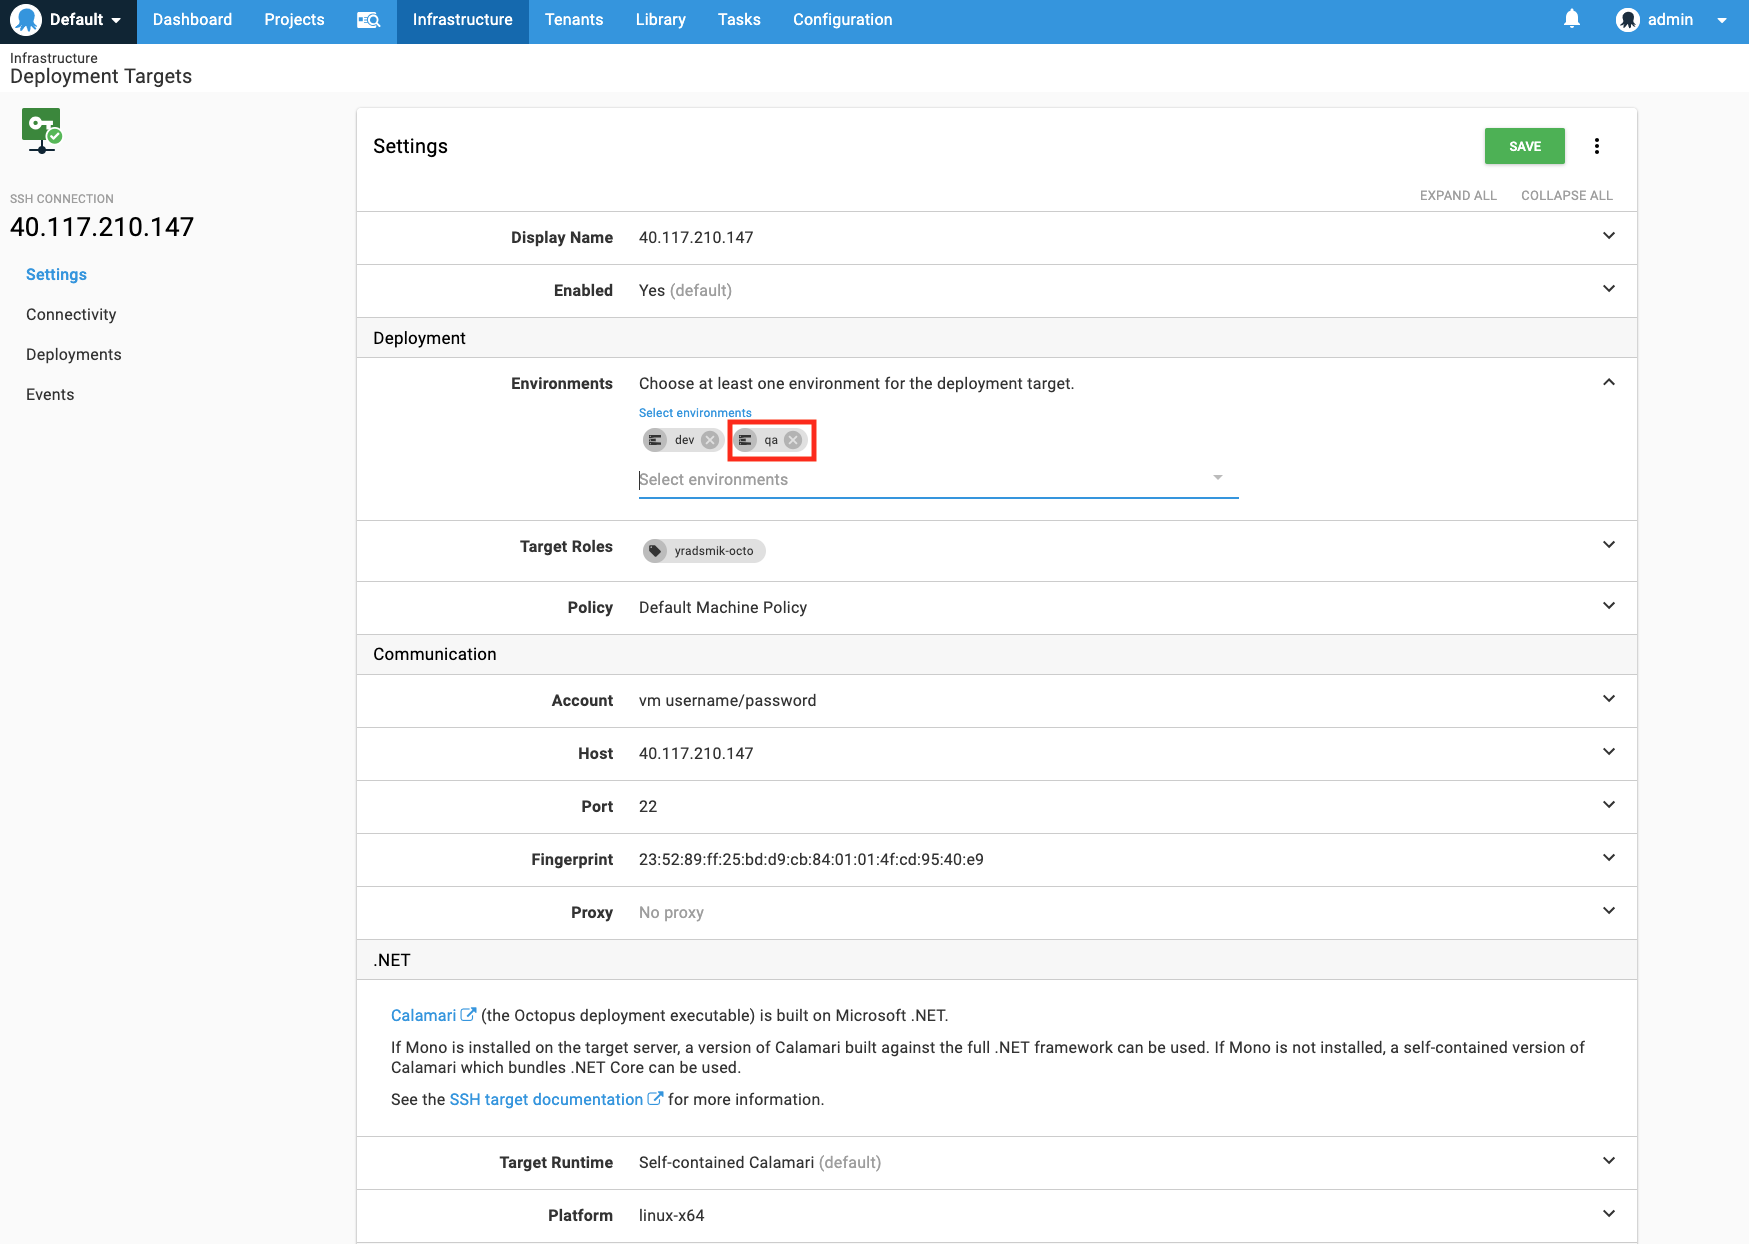 Default Dashboard Projects Infrastructure Tenants Library Tasks Configuration admin
Infrastructure
Deployment Targets
SSH CONNECTION
40.117.210.147
Settings
Connectivity
Deployments
Events
Settings SAVE
EXPAND ALL COLLAPSE ALL
Display Name 40.117.210.147
Enabled Yes (default)
Deployment
Environments Choose at least one environment for the deployment target.
Select environments
dev qa
Select environments
Target Roles yradsmik-octo
Policy Default Machine Policy
Communication
Account vm username/password
Host 40.117.210.147
Port 22
Fingerprint 23:52:89:ff:25:bd:d9:cb:84:01:01:4f:cd:95:40:e9
Proxy No proxy
.NET
Calamari (the Octopus deployment executable) is built on Microsoft .NET.
If Mono is installed on the target server, a version of Calamari built against the full .NET framework can be used. If Mono is not installed, a self-contained version of
Calamari which bundles .NET Core can be used.
See the SSH target documentation for more information.
Target Runtime Self-contained Calamari (default)
Platform linux-x64